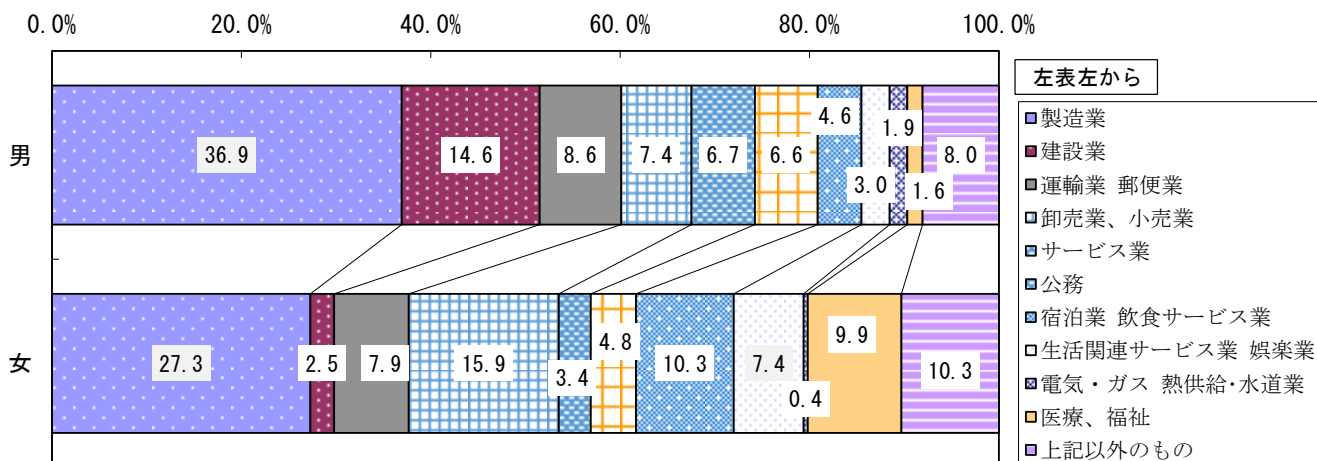 0.0% 20.0% 40.0% 60.0% 80.0% 100.0%
左表左から
男
36.9 14.6 8.6 7.4 6.7 6.6 4.6 3.0 1.9 1.6 8.0
女
27.3 2.5 7.9 15.9 3.4 4.8 10.3 7.4 0.4 9.9 10.3
製造業
建設業
運輸業 郵便業
卸売業、小売業
サービス業
公務
宿泊業 飲食サービス業
生活関連サービス業 娯楽業
電気・ガス 熱供給・水道業
医療、福祉
上記以外のもの